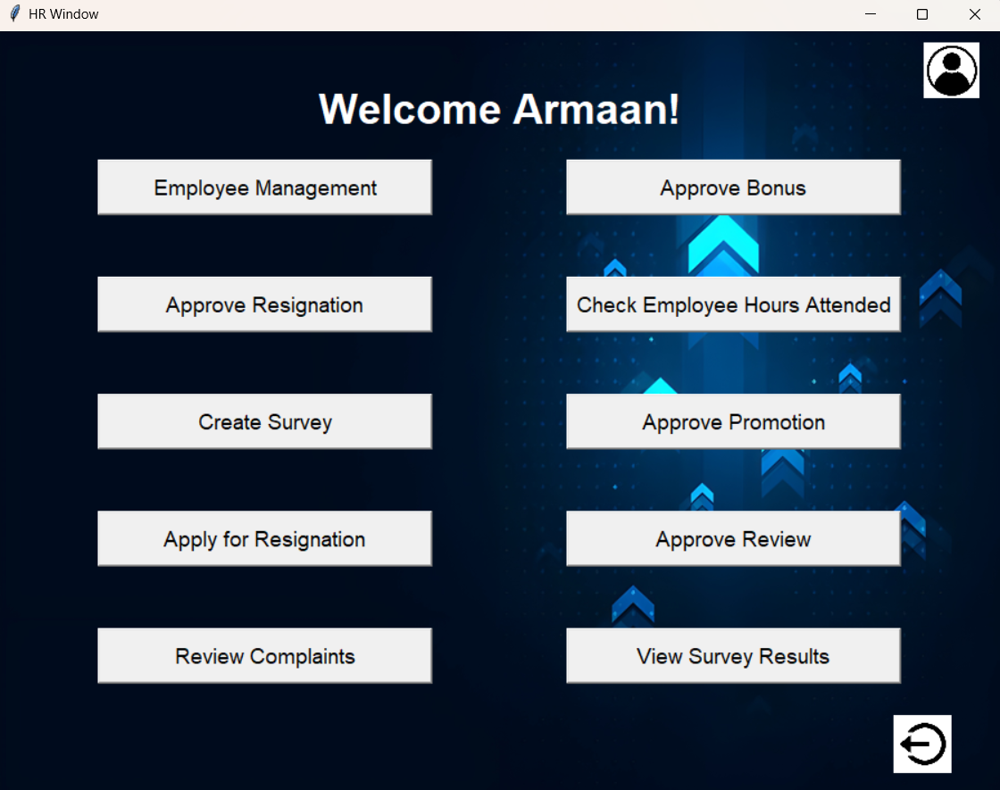 HR Window
Welcome Armaan!
Employee Management
Approve Bonus
Approve Resignation
Check Employee Hours Attended
Create Survey
Approve Promotion
Apply for Resignation
Approve Review
Review Complaints
View Survey Results